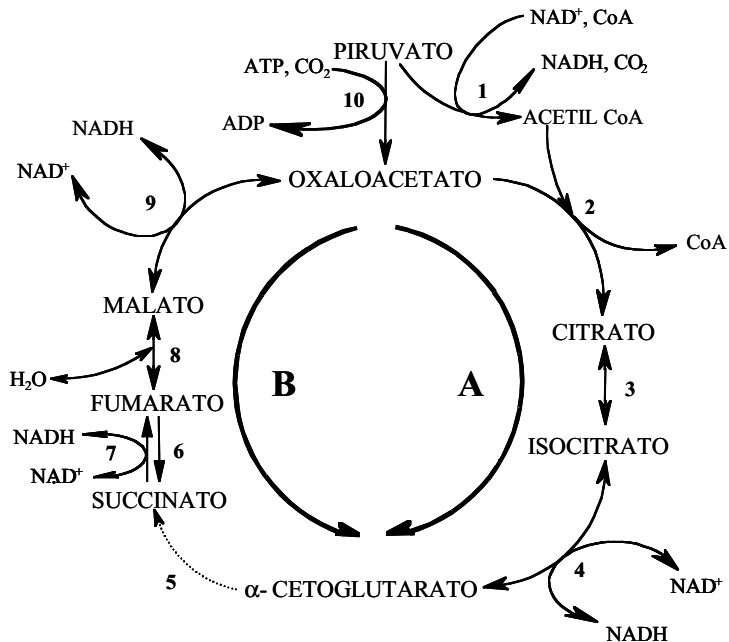 NAD⁺, CoA
PIRUVATO
ATP, CO₂
NADH, CO₂
10
1
ADP
ACETIL CoA
NADH
NAD⁺
OXALOACETATO
9
2
CoA
MALATO
CITRATO
8
3
H₂O
B
A
FUMARATO
NADH
7
6
ISOCITRATO
NAD⁺
SUCCINATO
5
α- CETOGLUTARATO
4
NAD⁺
NADH